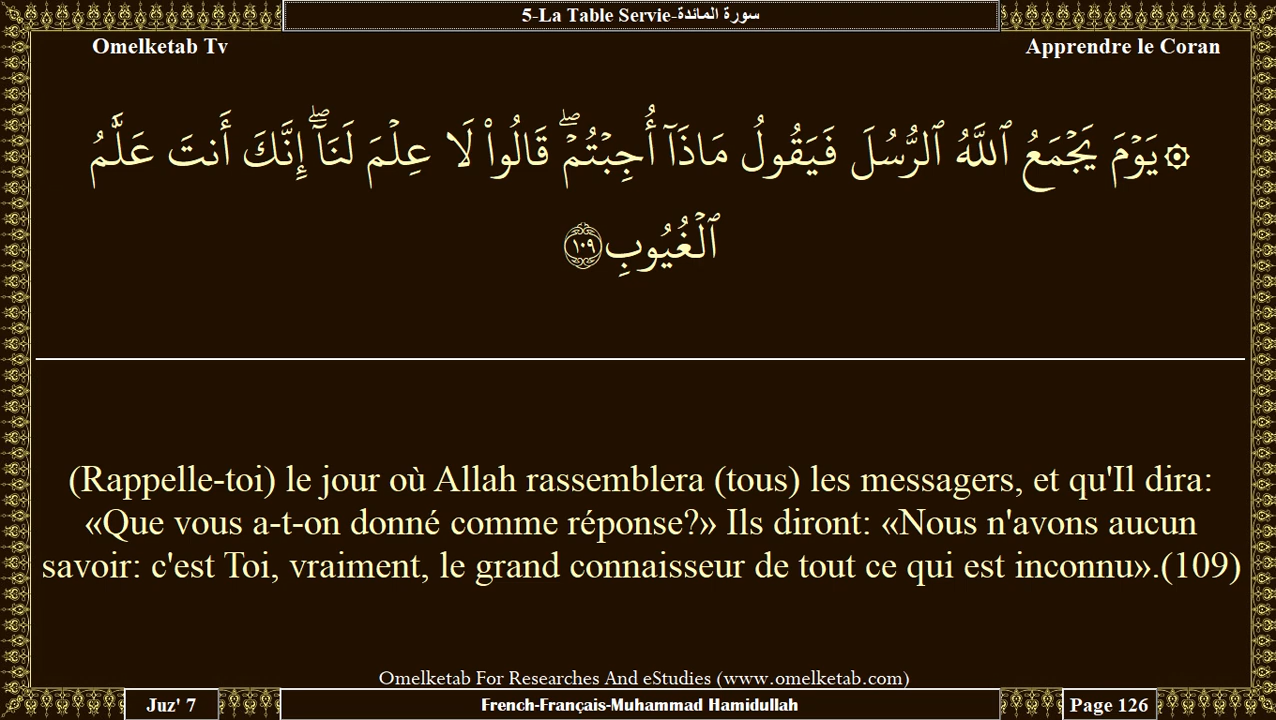 5-La Table Servie-سورة المائدة
Omelketab Tv
Apprendre le Coran
۞ يَوْمَ يَجْمَعُ ٱللَّهُ ٱلرُّسُلَ فَيَقُولُ مَاذَآ أُجِبْتُمْ ۖ قَالُوا۟ لَا عِلْمَ لَنَآ ۖ إِنَّكَ أَنتَ عَلَّٰمُ
ٱلْغُيُوبِ ١٠٩
(Rappelle-toi) le jour où Allah rassemblera (tous) les messagers, et qu'Il dira:
«Que vous a-t-on donné comme réponse?» Ils diront: «Nous n'avons aucun
savoir: c'est Toi, vraiment, le grand connaisseur de tout ce qui est inconnu».(109)
Omelketab For Researches And eStudies (www.omelketab.com)
Juz' 7
French-Français-Muhammad Hamidullah
Page 126